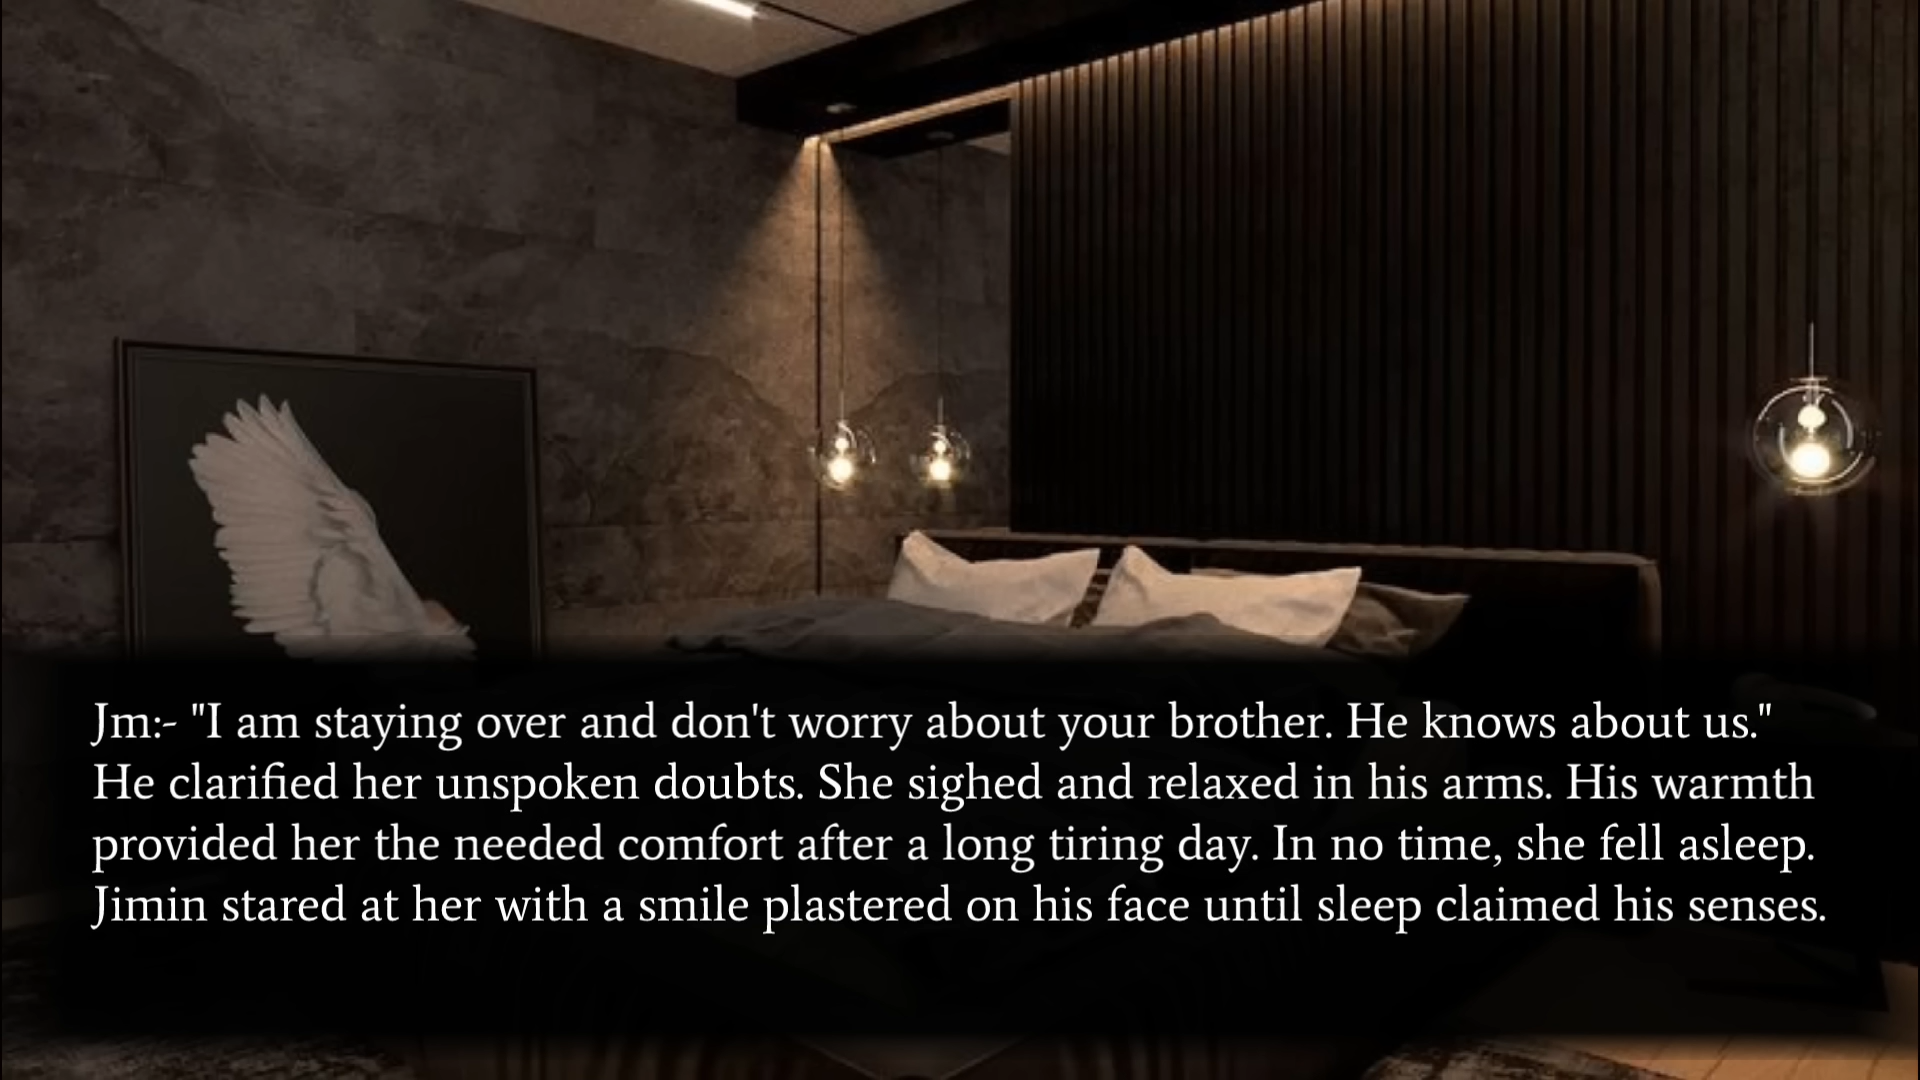 Jm:- "I am staying over and don't worry about your brother. He knows about us."
He clarified her unspoken doubts. She sighed and relaxed in his arms. His warmth
provided her the needed comfort after a long tiring day. In no time, she fell asleep.
Jimin stared at her with a smile plastered on his face until sleep claimed his senses.